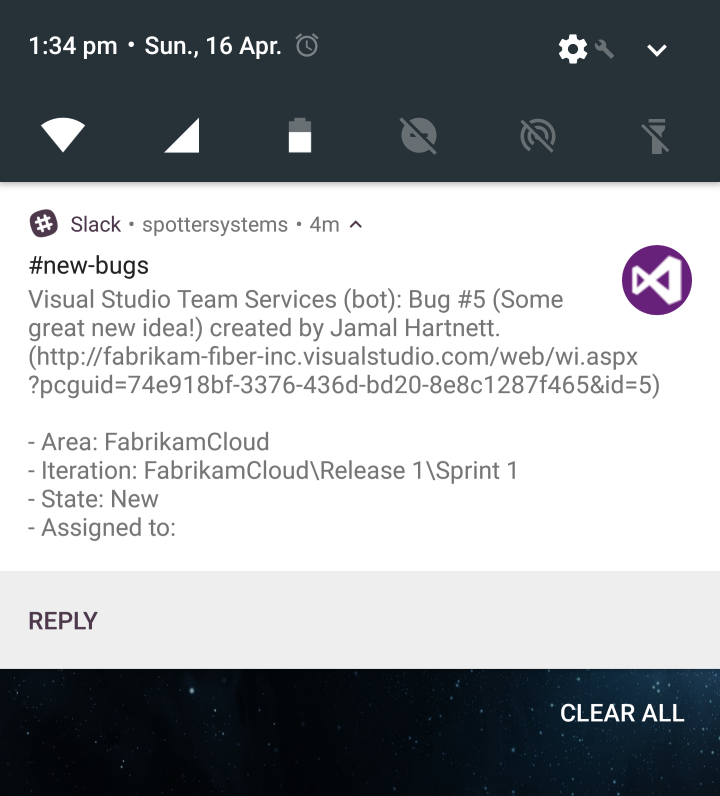 1:34 pm • Sun., 16 Apr.
Slack • spottersystems • 4m
#new-bugs
Visual Studio Team Services (bot): Bug #5 (Some
great new idea!) created by Jamal Hartnett.
(http://fabrikam-fiber-inc.visualstudio.com/web/wi.aspx
?pcguid=74e918bf-3376-436d-bd20-8e8c1287f465&id=5)
- Area: FabrikamCloud
- Iteration: FabrikamCloud\Release 1\Sprint 1
- State: New
- Assigned to:
REPLY
CLEAR ALL